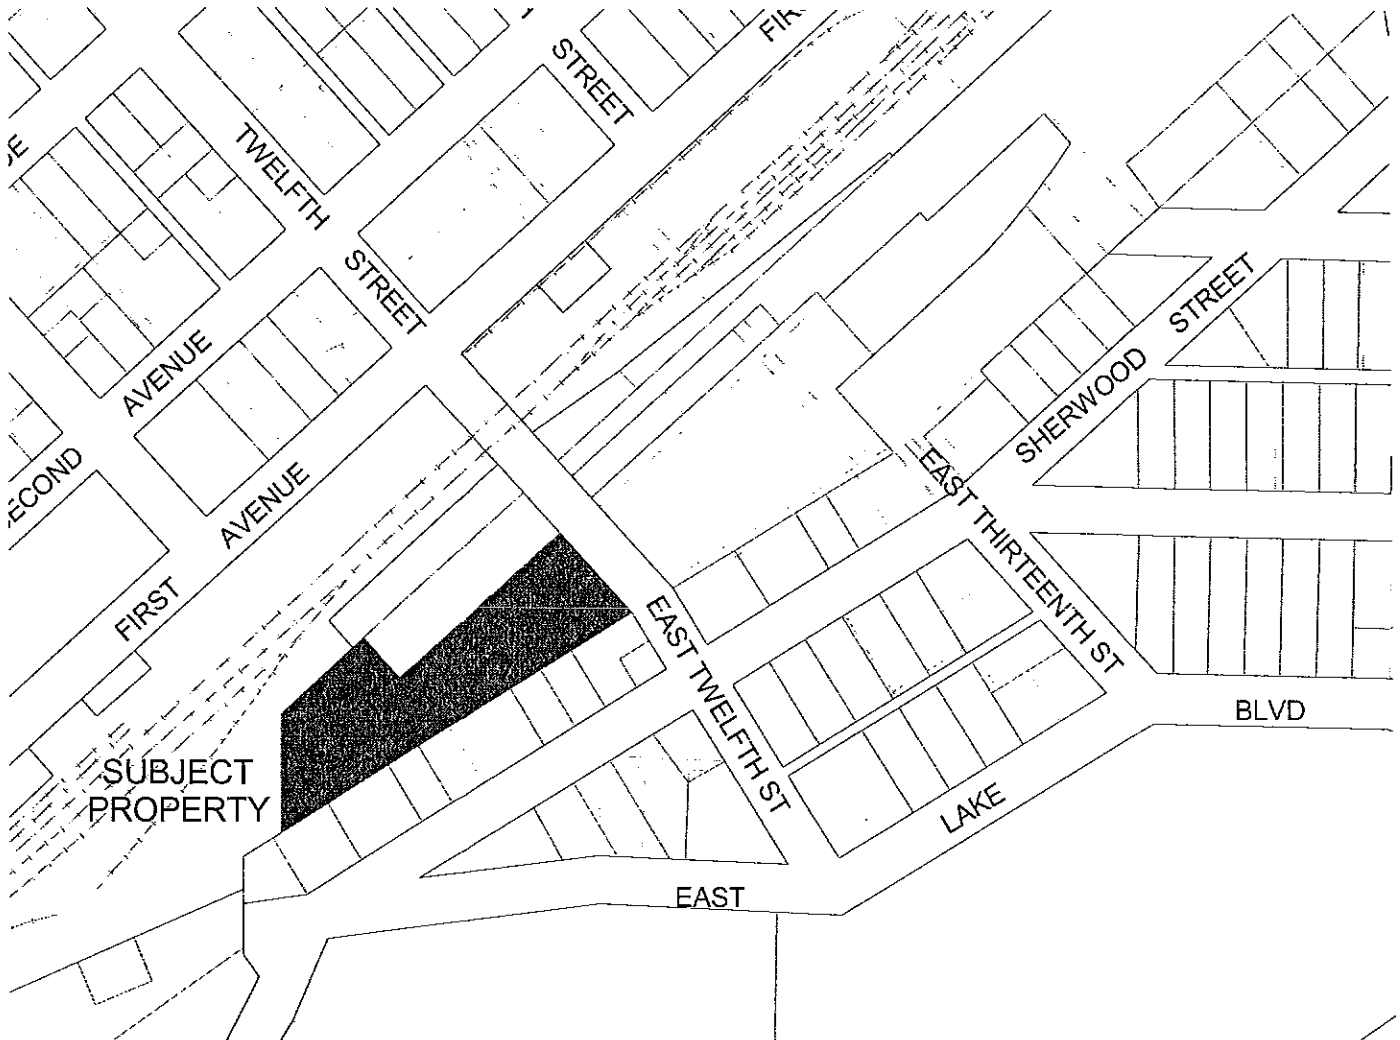 STREET
TWELFTH
STREET
AVENUE
AVENUE
FIRST
SHERWOOD
STREET
EAST THIRTEENTH ST
EAST TWELFTH ST
BLVD
SUBJECT
PROPERTY
LAKE
EAST